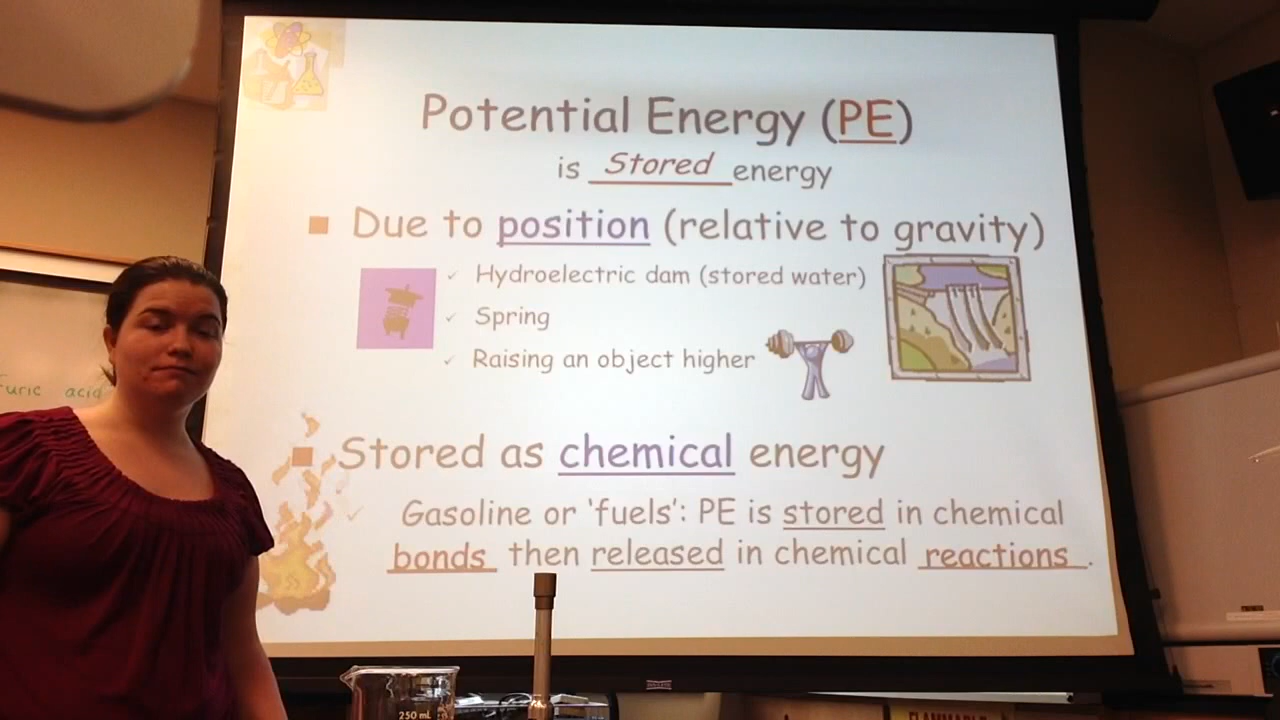 Potential Energy (PE)
is Stored energy
Due to position (relative to gravity)
Hydroelectric dam (stored water)
Spring
Raising an object higher
Stored as chemical energy
Gasoline or 'fuels': PE is stored in chemical
bonds then released in chemical reactions.
furic acid
250 mL
FLAMMABLE